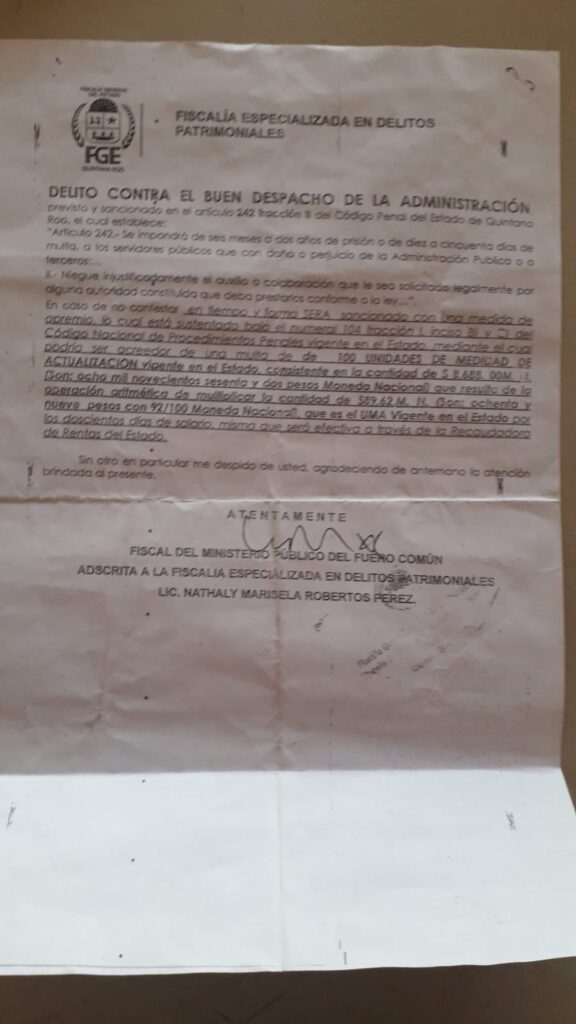 FISCALÍA GENERAL
DEL ESTADO
FGE
QUINTANA ROO
FISCALÍA ESPECIALIZADA EN DELITOS
PATRIMONIALES
DELITO CONTRA EL BUEN DESPACHO DE LA ADMINISTRACIÓN
previsto y sancionado en el artículo 242 fracción II del Código Penal del Estado de Quintana
Roo, el cual establece:
"Artículo 242.- Se impondrá de seis meses a dos años de prisión o de diez a cincuenta días de
multa, a los servidores públicos que con daño o perjuicio de la Administración Publica o a
terceros:...
II.- Niegue injustificadamente el auxilio o colaboración que le sea solicitado legalmente por
alguna autoridad constituida que deba prestarlos conforme a la ley...".
En caso de no contestar en tiempo y forma SERA sancionado con una medida de
apremio, lo cual está sustentado bajo el numeral 104 fracción I, inciso B) y C) del
Código Nacional de Procedimientos Penales vigente en el Estado, mediante el cual
podría ser acreedor de una multa de de 100 UNIDADES DE MEDIDAD DE
ACTUALIZACION vigente en el Estado, consistente en la cantidad de $ 8,688. 00M.
(Son: ocho mil novecientos sesenta y dos pesos Moneda Nacional) que resulta de la
operación aritmética de multiplicar la cantidad de $89.62 M. N. (Son: ochenta y
nueve pesos con 92/100 Moneda Nacional), que es el UMA Vigente en el Estado por
los doscientos días de salario, misma que será efectiva a través de la Recaudadora
de Rentas del Estado.
Sin otro en particular me despido de usted, agradeciendo de antemano la atención
brindada al presente.
ATENTAMENTE
FISCAL DEL MINISTERIO PÚBLICO DEL FUERO COMÚN
ADSCRITA A LA FISCALIA ESPECIALIZADA EN DELITOS PATRIMONIALES
LIC. NATHALY MARISELA ROBERTOS PEREZ.